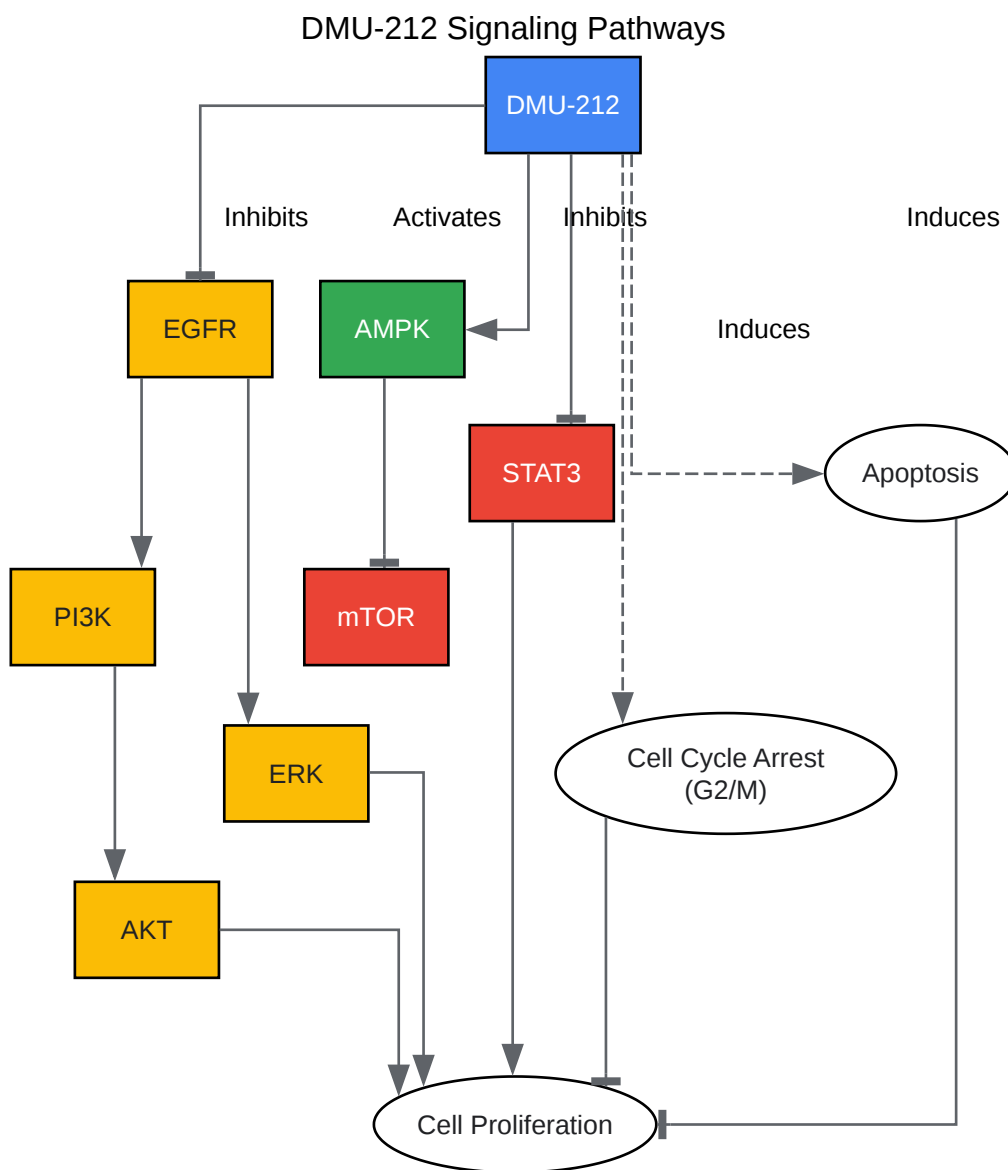 DMU-212 Signaling Pathways
DMU-212
Inhibits
Activates
Inhibits
Induces
EGFR
AMPK
Induces
STAT3
Apoptosis
PI3K
mTOR
ERK
Cell Cycle Arrest
(G2/M)
AKT
Cell Proliferation